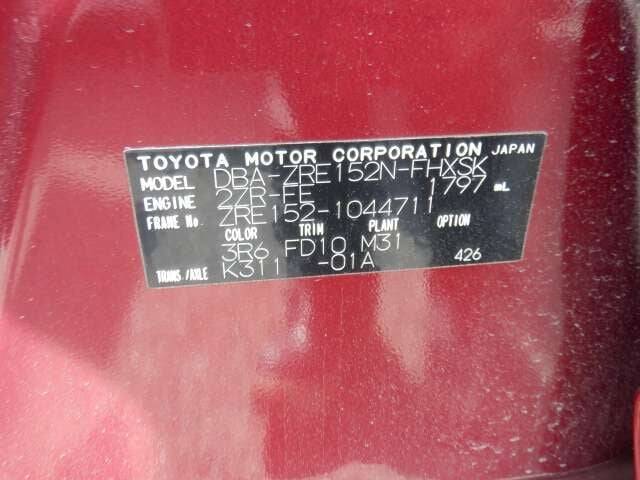 TOYOTA MOTOR CORPORATION JAPAN
MODEL DBA-ZRE152N-FHXSK
ENGINE 2ZR-FE 1797 mL
FRAME No ZRE152-1044711
COLOR TRIM PLANT OPTION
3R6 FD10 M31
TRANS./AXLE K311 -01A 426